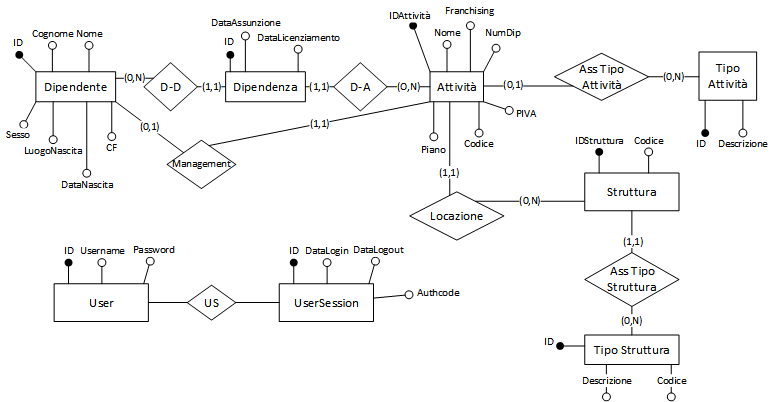 Franchising
IDAttività
DataAssunzione
Cognome Nome
Nome
NumDip
ID
ID
DataLicenziamento
Ass Tipo
Attività
Tipo
Attività
Dipendente
(0,N)
D-D
(1,1)
Dipendenza
(1,1)
D-A
(0,N)
Attività
(0,1)
(0,N)
PIVA
Sesso
LuogoNascita
CF
(0,1)
(1,1)
Piano
Codice
ID
Descrizione
DataNascita
Management
IDStruttura
Codice
(1,1)
Struttura
Locazione
(0,N)
(1,1)
ID
Username
Password
ID
DataLogin
DataLogout
Ass Tipo
Struttura
User
US
UserSession
Authcode
(0,N)
ID
Tipo Struttura
Descrizione
Codice